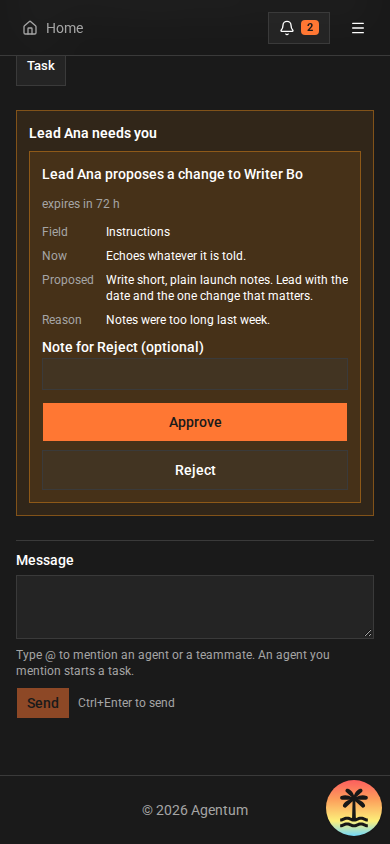 Home
2
Task
Lead Ana needs you
Lead Ana proposes a change to Writer Bo
expires in 72 h
Field Instructions
Now Echoes whatever it is told.
Proposed Write short, plain launch notes. Lead with the
date and the one change that matters.
Reason Notes were too long last week.
Note for Reject (optional)
Approve
Reject
Message
Type @ to mention an agent or a teammate. An agent you
mention starts a task.
Send Ctrl+Enter to send
© 2026 Agentum